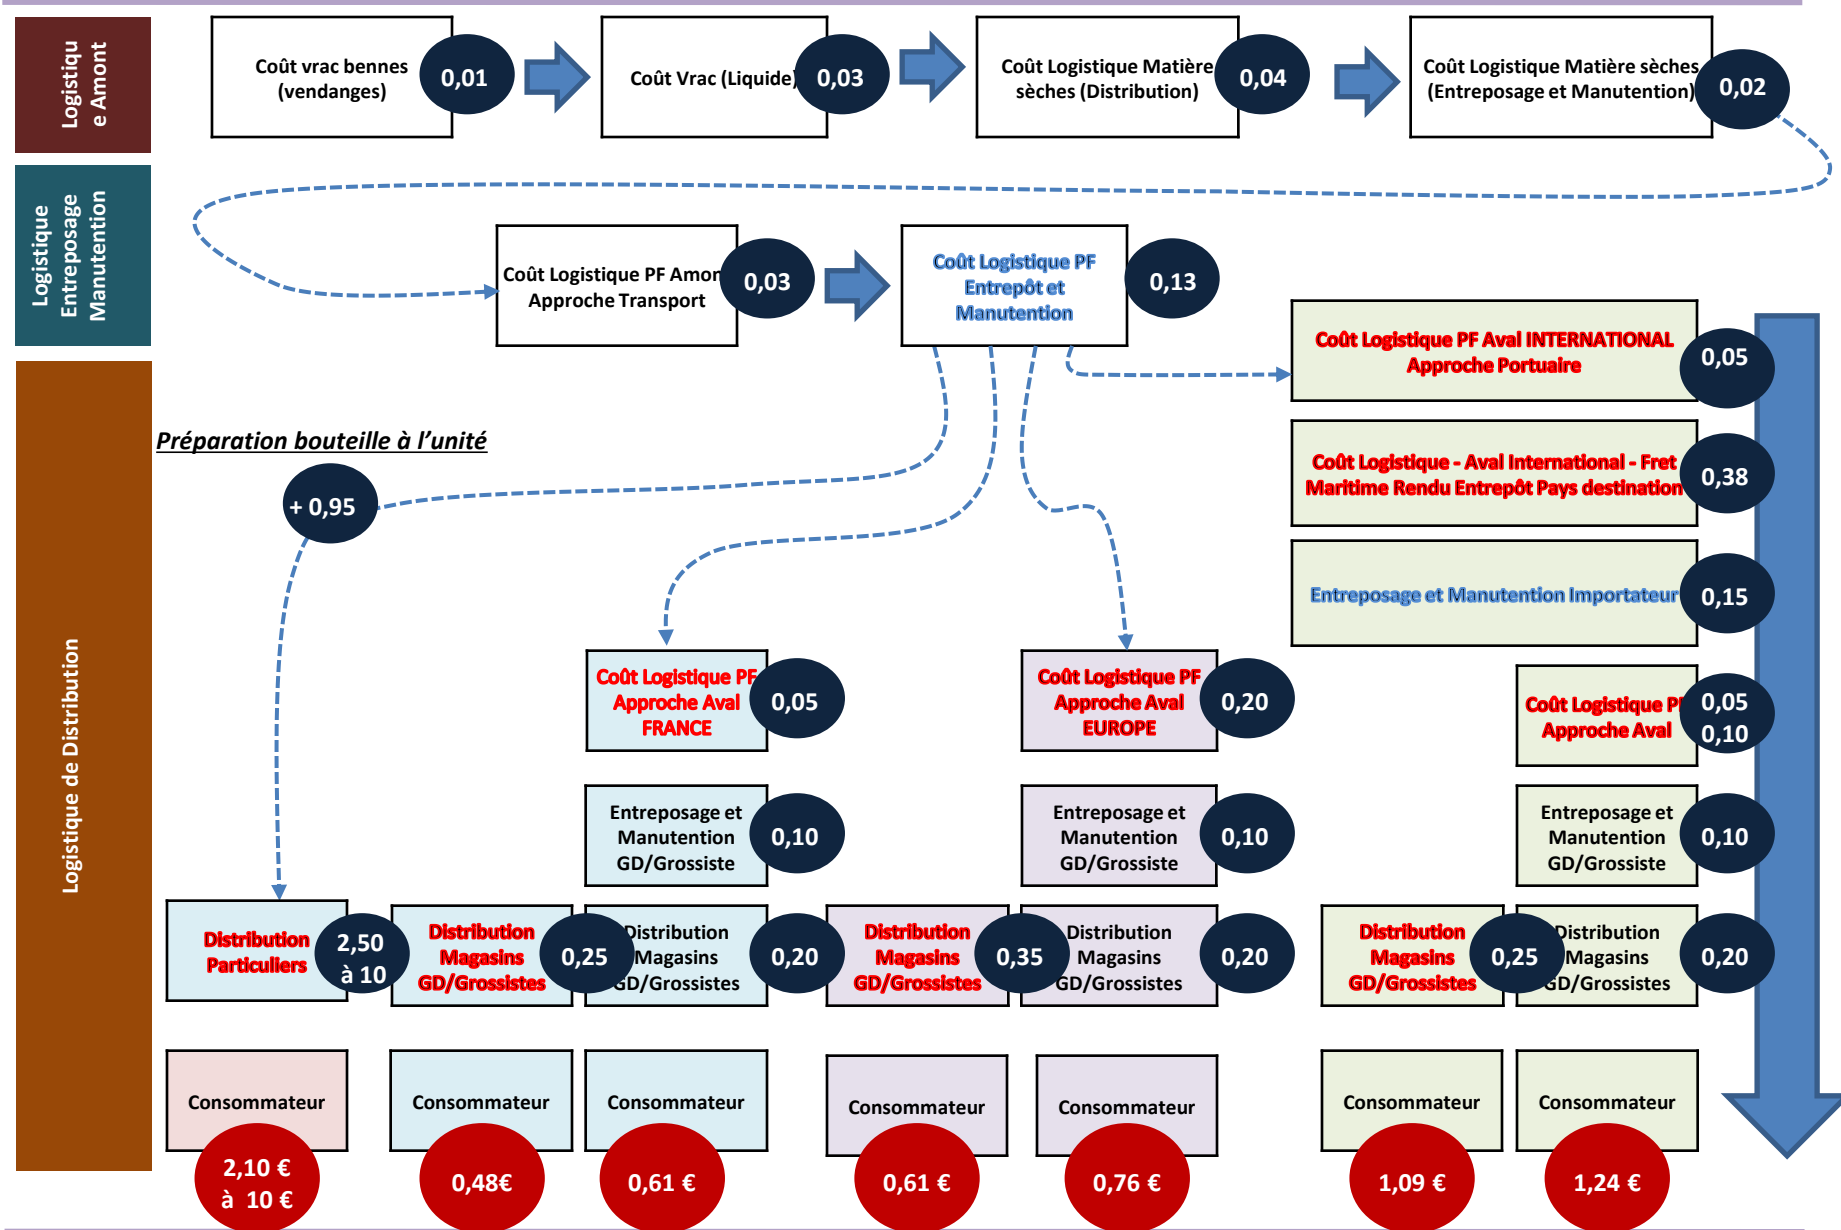 Logistiqu
e Amont
Coût vrac bennes
(vendanges)
0,01
Coût Vrac (Liquide)
0,03
Coût Logistique Matière
sèches (Distribution)
0,04
Coût Logistique Matière sèches
(Entreposage et Manutention)
0,02
Logistique
Entreposage
Manutention
Coût Logistique PF Amon
Approche Transport
0,03
Coût Logistique PF
Entrepôt et
Manutention
0,13
Logistique de Distribution
Coût Logistique PF Aval INTERNATIONAL
Approche Portuaire
0,05
Préparation bouteille à l'unité
+ 0,95
Coût Logistique - Aval International - Fret
Maritime Rendu Entrepôt Pays destination
0,38
Entreposage et Manutention Importateur
0,15
Coût Logistique PF
Approche Aval
FRANCE
0,05
Coût Logistique PF
Approche Aval
EUROPE
0,20
Coût Logistique PF
Approche Aval
0,05
0,10
Entreposage et
Manutention
GD/Grossiste
0,10
Entreposage et
Manutention
GD/Grossiste
0,10
Entreposage et
Manutention
GD/Grossiste
0,10
Distribution
Particuliers
2,50
à 10
Distribution
Magasins
GD/Grossistes
0,25
Distribution
Magasins
GD/Grossistes
0,20
Distribution
Magasins
GD/Grossistes
0,35
Distribution
Magasins
GD/Grossistes
0,20
Distribution
Magasins
GD/Grossistes
0,25
Distribution
Magasins
GD/Grossistes
0,20
Consommateur
2,10 €
à 10 €
Consommateur
0,48€
Consommateur
0,61 €
Consommateur
0,61 €
Consommateur
0,76 €
Consommateur
1,09 €
Consommateur
1,24 €